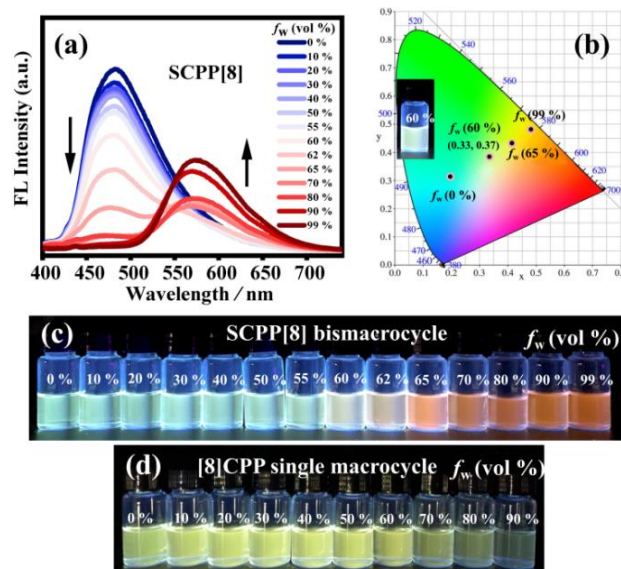 (a)
f_w (vol %)
SCPP[8]
0 %
10 %
20 %
30 %
40 %
50 %
55 %
60 %
62 %
65 %
70 %
80 %
90 %
99 %
FL Intensity (a.u.)
400 450 500 550 600 650 700
Wavelength / nm
(b)
0.9
0.8
0.7
0.6
0.5
0.4
0.3
0.2
0.1
0.0
y
520
540
560
500
580
600
620
700
490
480
470
460
380
60 %
f_w (99 %)
f_w (60 %)
(0.33, 0.37)
f_w (65 %)
f_w (0 %)
0.0 0.1 0.2 0.3 0.4 0.5 0.6 0.7 0.8
x
(c) SCPP[8] bismacrocycle f_w (vol %)
0 % 10 % 20 % 30 % 40 % 50 % 55 % 60 % 62 % 65 % 70 % 80 % 90 % 99 %
(d) [8]CPP single macrocycle f_w (vol %)
0 % 10 % 20 % 30 % 40 % 50 % 60 % 70 % 80 % 90 %